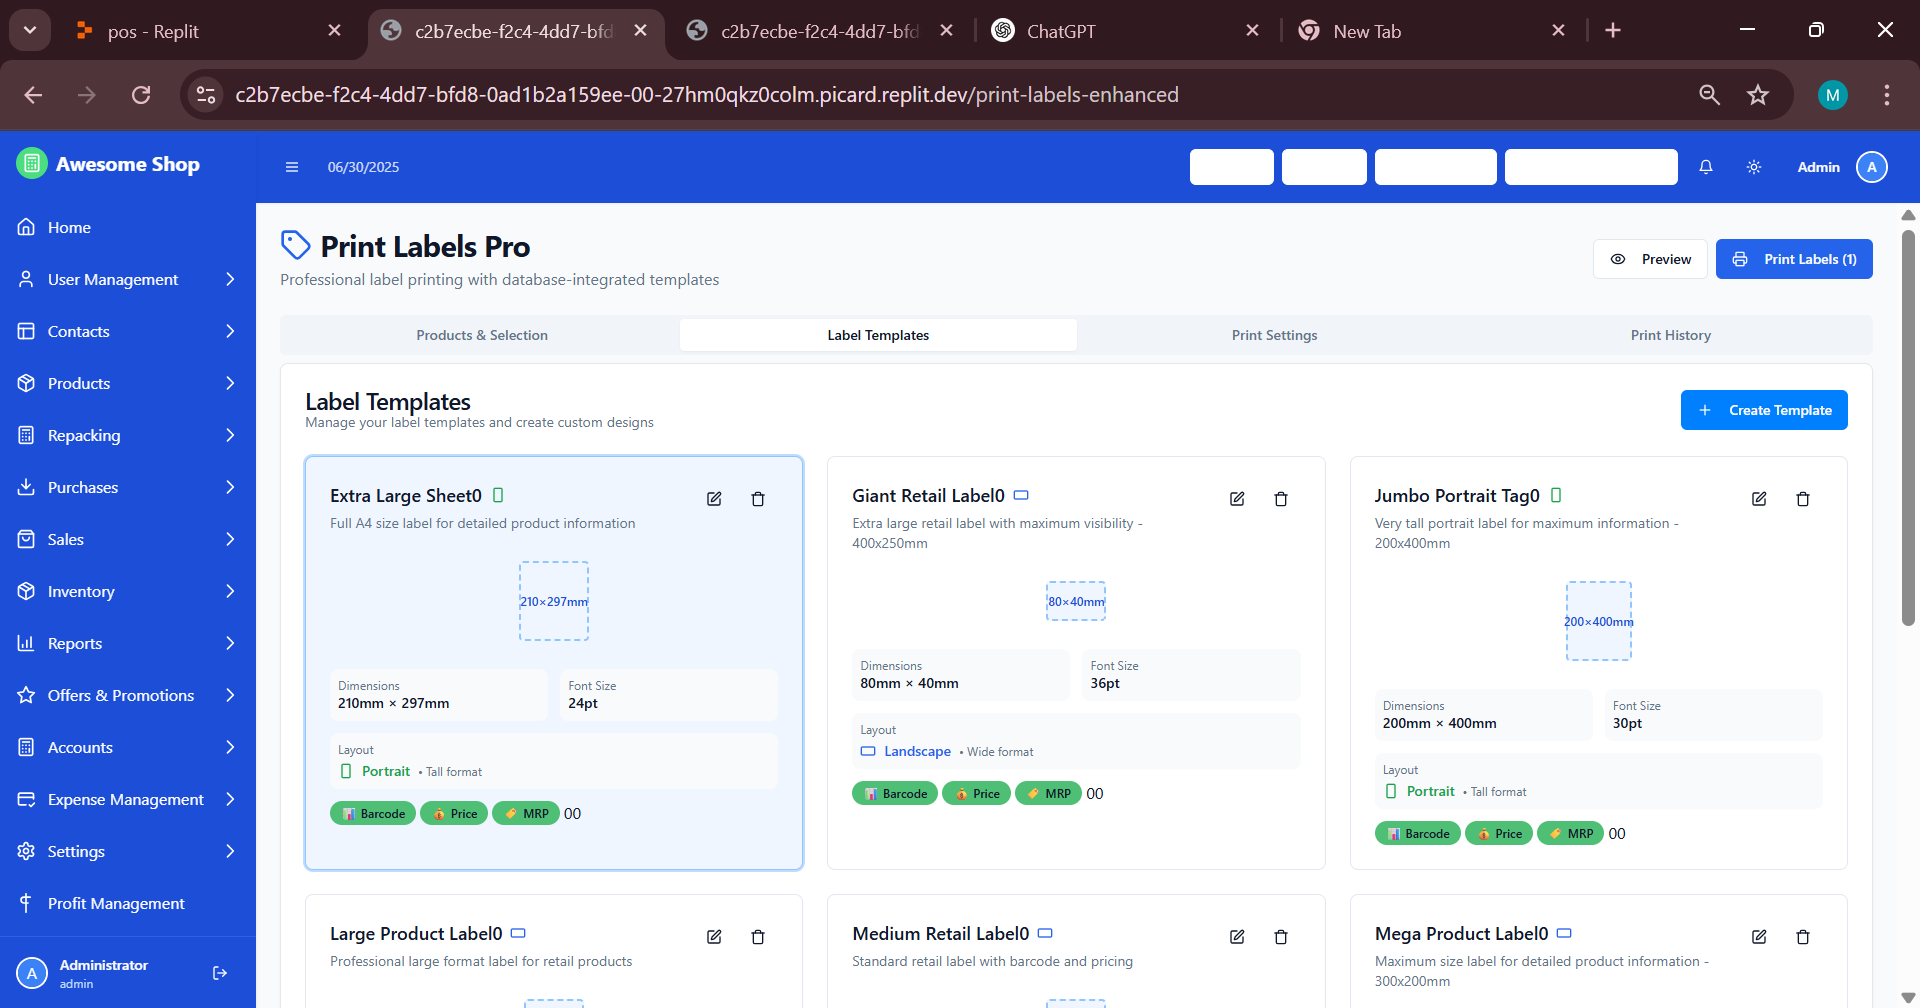 pos - Replit
c2b7ecbe-f2c4-4dd7-bfd
c2b7ecbe-f2c4-4dd7-bfd
ChatGPT
New Tab
c2b7ecbe-f2c4-4dd7-bfd8-0ad1b2a159ee-00-27hm0qkz0colm.picard.replit.dev/print-labels-enhanced
M
Awesome Shop
06/30/2025
Admin
A
Home
User Management
Contacts
Products
Repacking
Purchases
Sales
Inventory
Reports
Offers & Promotions
Accounts
Expense Management
Settings
Profit Management
A
Administrator
admin
Print Labels Pro
Professional label printing with database-integrated templates
Preview
Print Labels (1)
Products & Selection
Label Templates
Print Settings
Print History
Label Templates
Manage your label templates and create custom designs
Create Template
Extra Large Sheet0
Full A4 size label for detailed product information
210×297mm
Dimensions
210mm × 297mm
Font Size
24pt
Layout
Portrait • Tall format
Barcode Price MRP 00
Giant Retail Label0
Extra large retail label with maximum visibility -
400x250mm
80×40mm
Dimensions
80mm × 40mm
Font Size
36pt
Layout
Landscape • Wide format
Barcode Price MRP 00
Jumbo Portrait Tag0
Very tall portrait label for maximum information -
200x400mm
200×400mm
Dimensions
200mm × 400mm
Font Size
30pt
Layout
Portrait • Tall format
Barcode Price MRP 00
Large Product Label0
Professional large format label for retail products
Medium Retail Label0
Standard retail label with barcode and pricing
Mega Product Label0
Maximum size label for detailed product information -
300x200mm